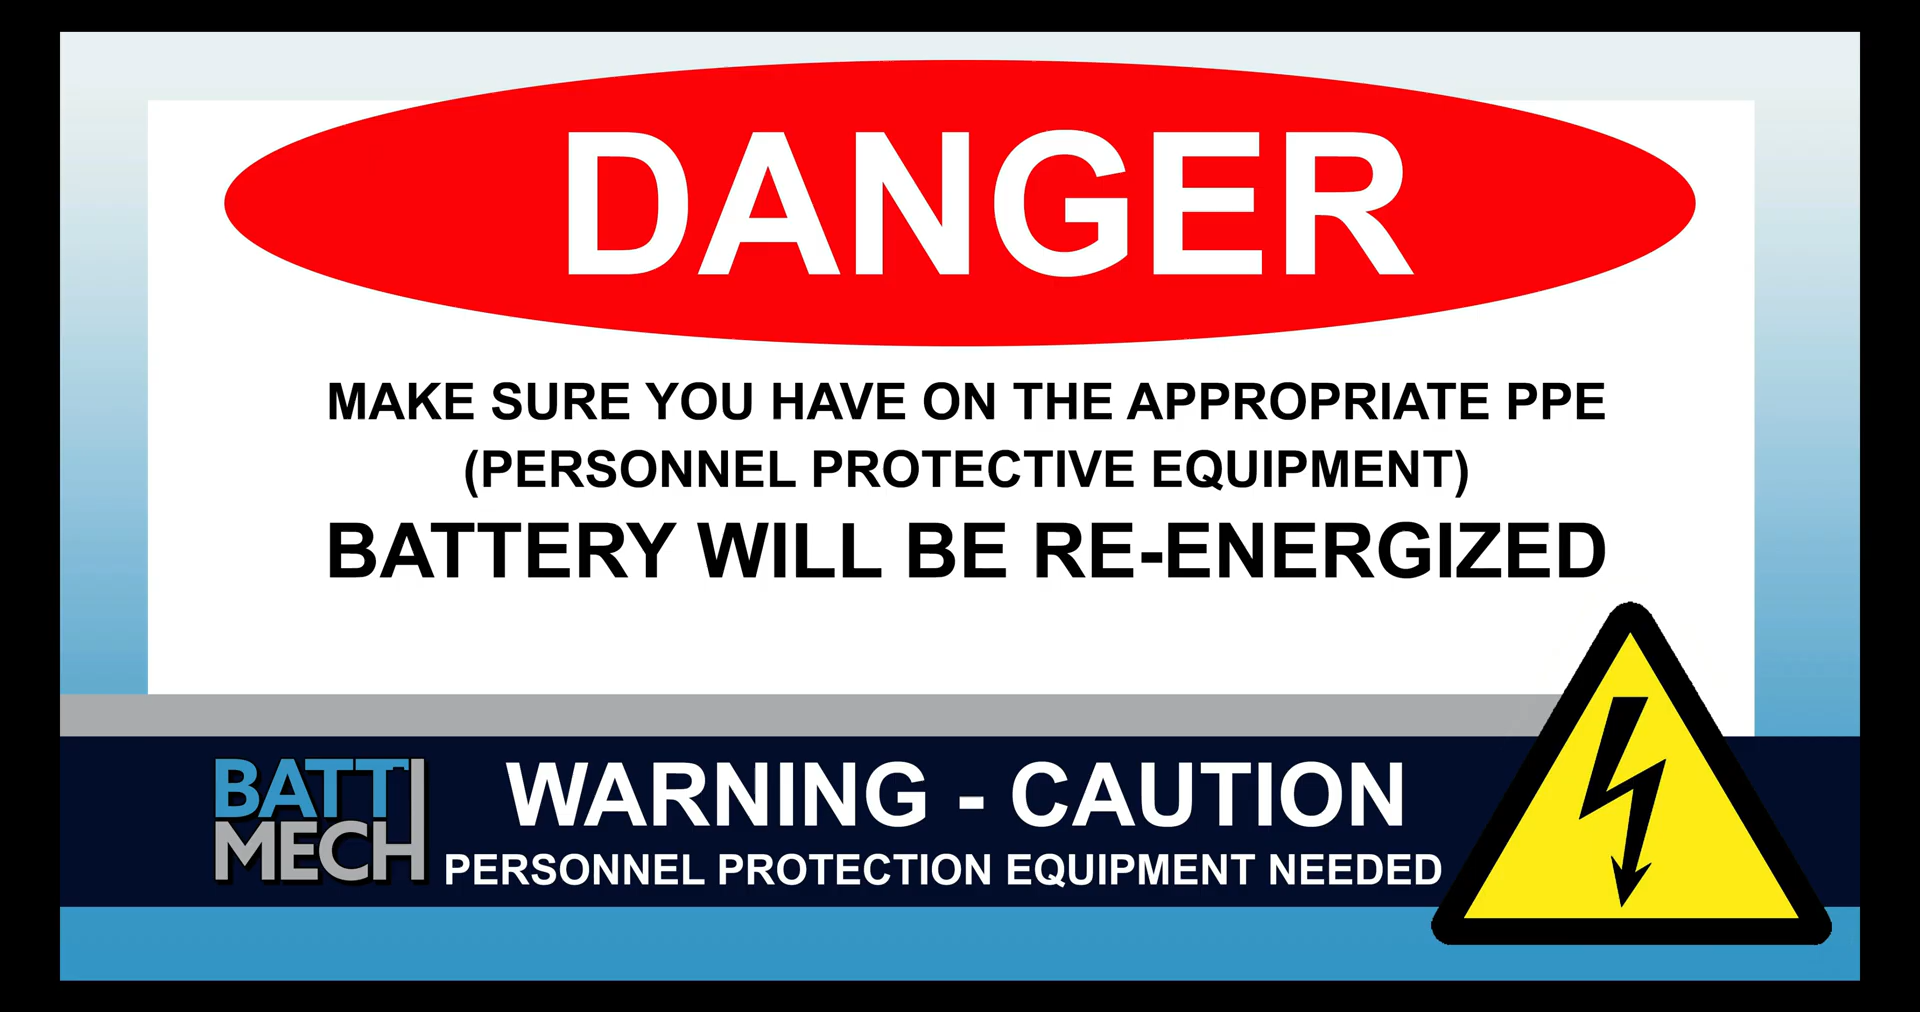 DANGER
MAKE SURE YOU HAVE ON THE APPROPRIATE PPE
(PERSONNEL PROTECTIVE EQUIPMENT)
BATTERY WILL BE RE-ENERGIZED
BATTI
MECH
WARNING - CAUTION
PERSONNEL PROTECTION EQUIPMENT NEEDED